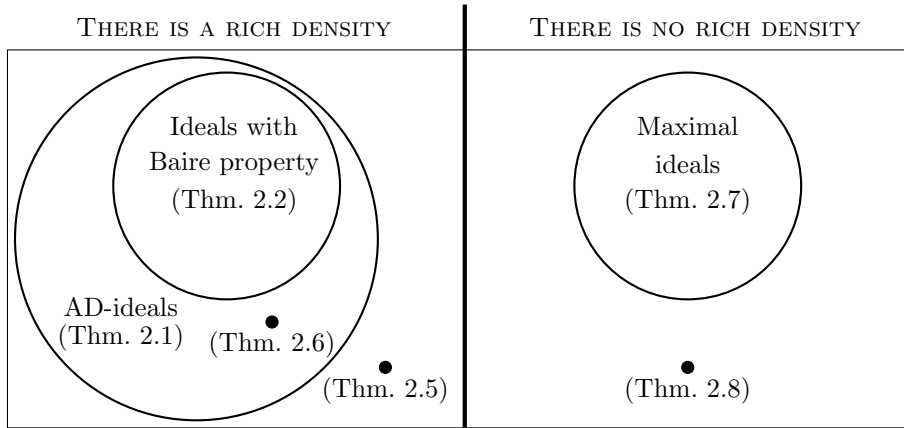 THERE IS A RICH DENSITY
THERE IS NO RICH DENSITY
Ideals with
Baire property
(Thm. 2.2)
AD-ideals
(Thm. 2.1)
(Thm. 2.6)
(Thm. 2.5)
Maximal
ideals
(Thm. 2.7)
(Thm. 2.8)